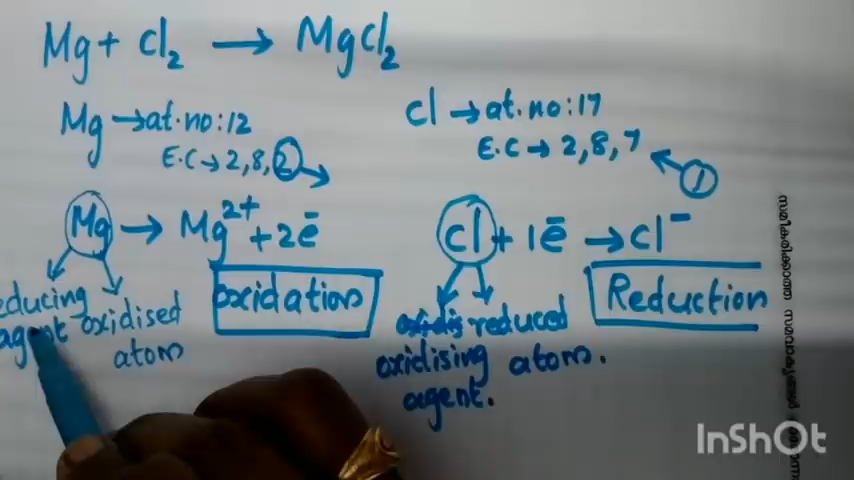 Mg + Cl₂ → MgCl₂
Mg → at. no: 12
E.C → 2, 8, 2
Cl → at. no: 17
E.C → 2, 8, 7
1
Mg → Mg²⁺ + 2ē
Cl + 1ē → Cl⁻
oxidation
Reduction
educing
agent
oxidised
atom
reduced
oxidising atom.
agent.
InShOt